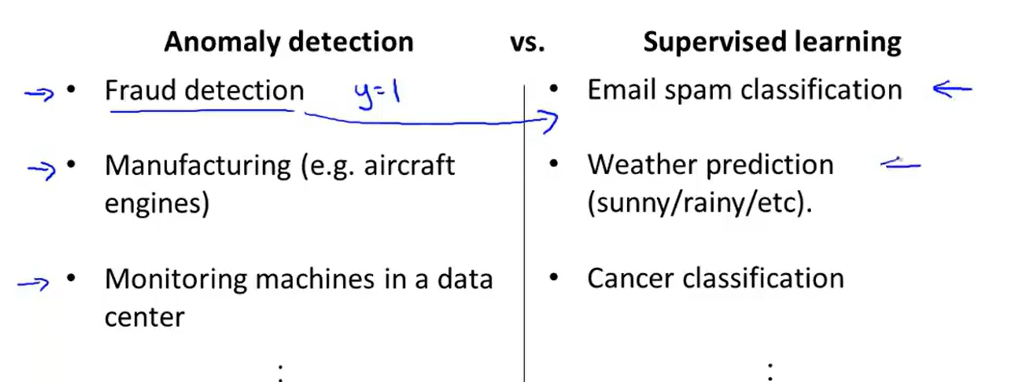 Anomaly detection vs. Supervised learning
• Fraud detection y=1
• Email spam classification
• Manufacturing (e.g. aircraft
engines)
• Weather prediction
(sunny/rainy/etc).
• Monitoring machines in a data
center
• Cancer classification
⋮ ⋮